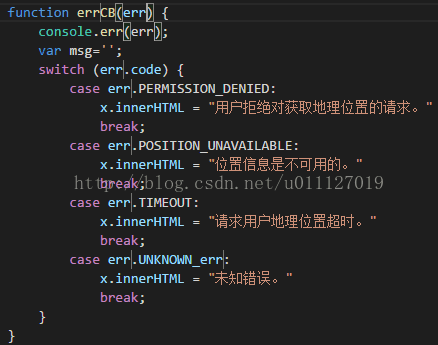 function errCB(err) {
    console.err(err);
    var msg='';
    switch (err.code) {
        case err.PERMISSION_DENIED:
            x.innerHTML = "用户拒绝对获取地理位置的请求。"
            break;
        case err.POSITION_UNAVAILABLE:
            x.innerHTML = "位置信息是不可用的。"
            break;
http://blog.csdn.net/u011127019
        case err.TIMEOUT:
            x.innerHTML = "请求用户地理位置超时。"
            break;
        case err.UNKNOWN_err:
            x.innerHTML = "未知错误。"
            break;
    }
}